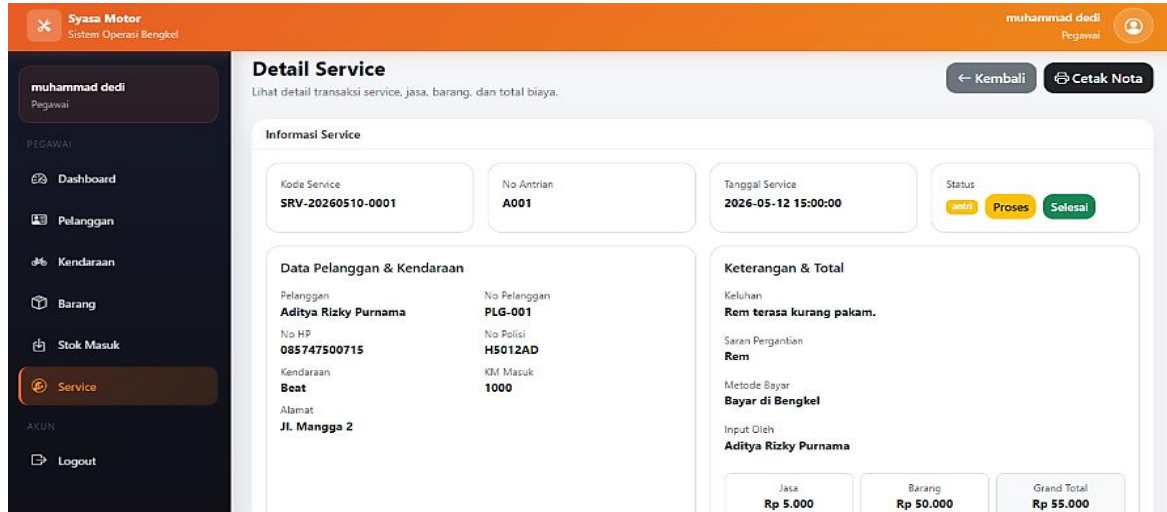 Syasa Motor
Sistem Operasi Bengkel
muhammad dedi
Pegawai
muhammad dedi
Pegawai
PEGAWAI
Dashboard
Pelanggan
Kendaraan
Barang
Stok Masuk
Service
AKUN
Logout
Detail Service
Lihat detail transaksi service, jasa, barang, dan total biaya.
← Kembali
Cetak Nota
Informasi Service
Kode Service
SRV-20260510-0001
No Antrian
A001
Tanggal Service
2026-05-12 15:00:00
Status
antri Proses Selesai
Data Pelanggan & Kendaraan
Pelanggan
Aditya Rizky Purnama
No Pelanggan
PLG-001
No HP
085747500715
No Polisi
H5012AD
Kendaraan
Beat
KM Masuk
1000
Alamat
Jl. Mangga 2
Keterangan & Total
Keluhan
Rem terasa kurang pakam.
Saran Pergantian
Rem
Metode Bayar
Bayar di Bengkel
Input Oleh
Aditya Rizky Purnama
Jasa
Rp 5.000
Barang
Rp 50.000
Grand Total
Rp 55.000